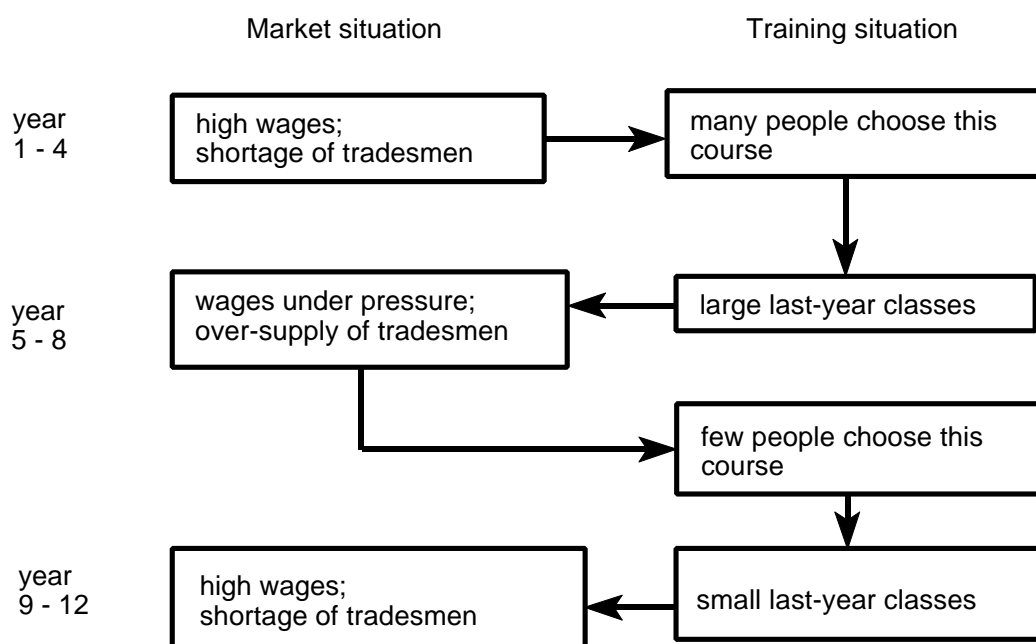 Market situation
Training situation
year
1 - 4
high wages;
shortage of tradesmen
many people choose this
course
year
5 - 8
wages under pressure;
over-supply of tradesmen
large last-year classes
few people choose this
course
year
9 - 12
high wages;
shortage of tradesmen
small last-year classes